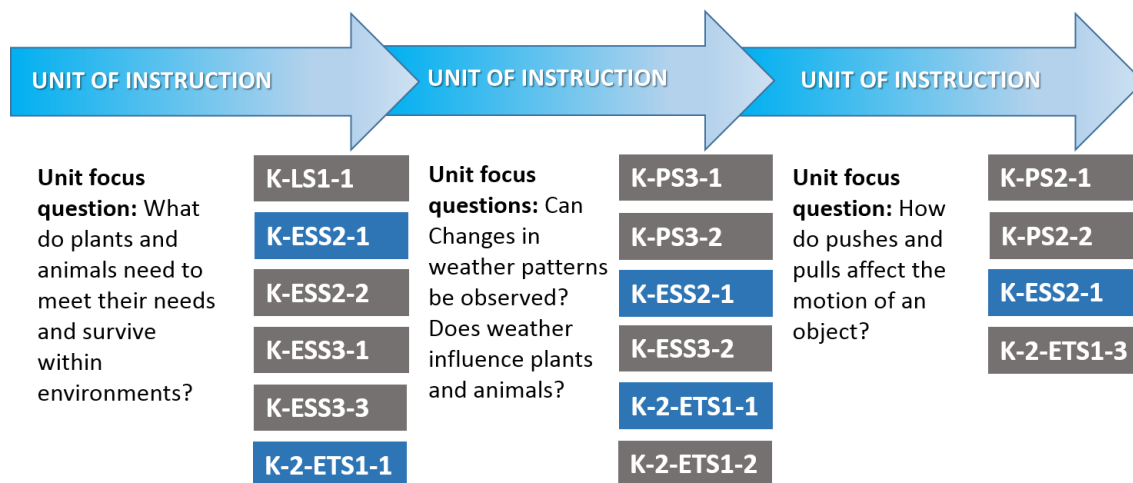 UNIT OF INSTRUCTION
UNIT OF INSTRUCTION
UNIT OF INSTRUCTION
Unit focus
question: What
do plants and
animals need to
meet their needs
and survive
within
environments?
K-LS1-1
K-ESS2-1
K-ESS2-2
K-ESS3-1
K-ESS3-3
K-2-ETS1-1
Unit focus
questions: Can
Changes in
weather patterns
be observed?
Does weather
influence plants
and animals?
K-PS3-1
K-PS3-2
K-ESS2-1
K-ESS3-2
K-2-ETS1-1
K-2-ETS1-2
Unit focus
question: How
do pushes and
pulls affect the
motion of an
object?
K-PS2-1
K-PS2-2
K-ESS2-1
K-2-ETS1-3